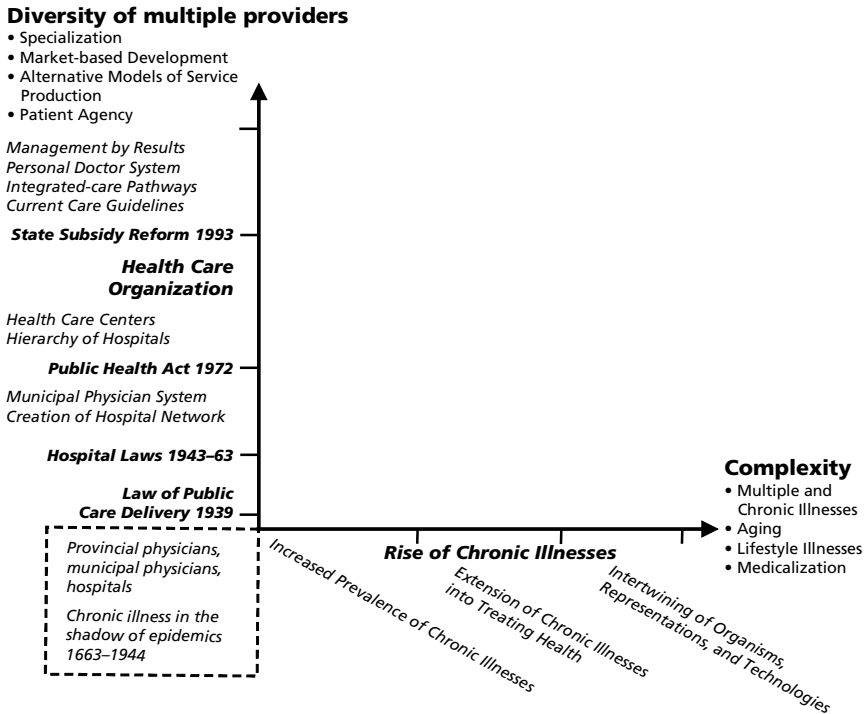 Diversity of multiple providers
• Specialization
• Market-based Development
• Alternative Models of Service
Production
• Patient Agency
Management by Results
Personal Doctor System
Integrated-care Pathways
Current Care Guidelines
State Subsidy Reform 1993
Health Care
Organization
Health Care Centers
Hierarchy of Hospitals
Public Health Act 1972
Municipal Physician System
Creation of Hospital Network
Hospital Laws 1943–63
Law of Public
Care Delivery 1939
Provincial physicians,
municipal physicians,
hospitals
Chronic illness in the
shadow of epidemics
1663–1944
Rise of Chronic Illnesses
Increased Prevalence of Chronic Illnesses
Extension of Chronic Illnesses
into Treating Health
Intertwining of Organisms,
Representations, and Technologies
Complexity
• Multiple and
Chronic Illnesses
• Aging
• Lifestyle Illnesses
• Medicalization